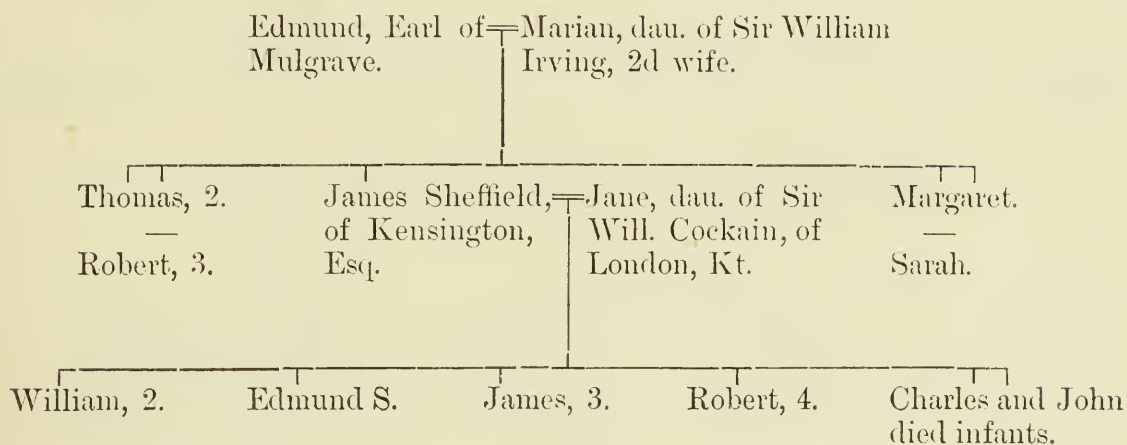 Edmund, Earl of Marian, dau. of Sir William
Mulgrave. Irving, 2d wife.
Thomas, 2. James Sheffield, Jane, dau. of Sir Margaret.
— of Kensington, Will. Cockain, of —
Robert, 3. Esq. London, Kt. Sarah.
William, 2. Edmund S. James, 3. Robert, 4. Charles and John
died infants.